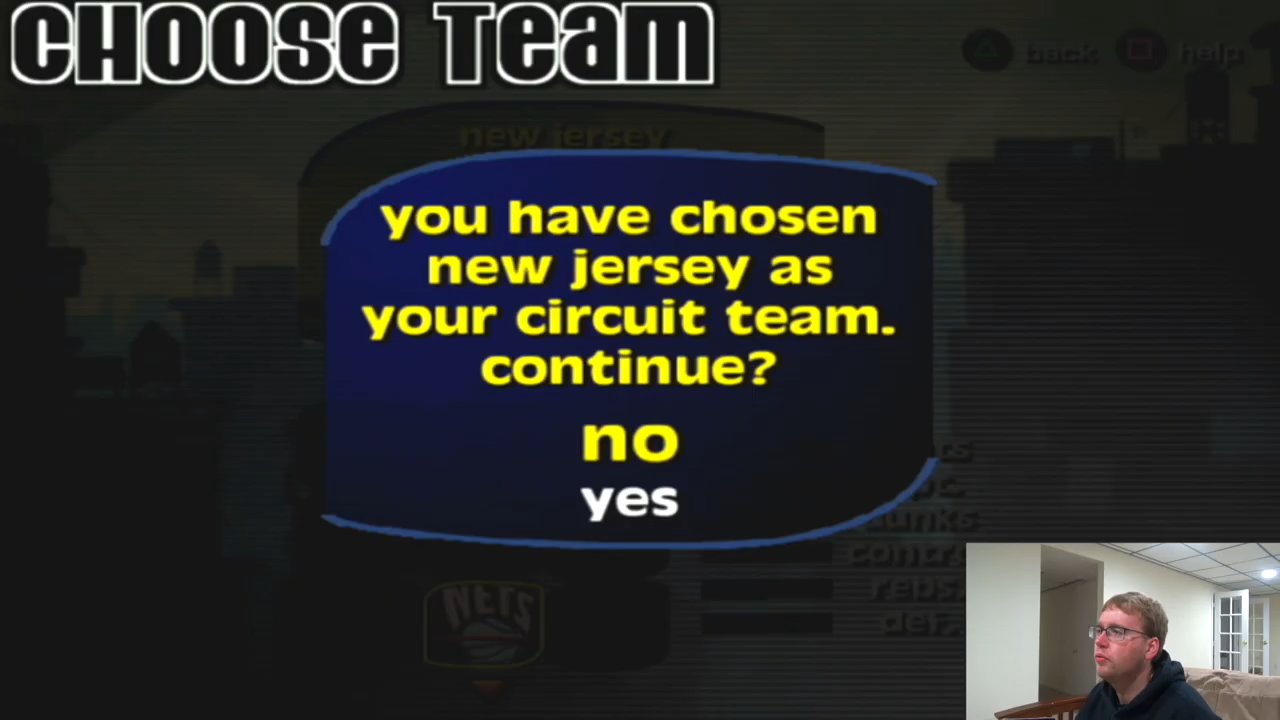 CHOOSE TEAM
back help
new jersey
you have chosen
new jersey as
your circuit team.
continue?
no
yes
dunks
rebs.
def.
NETS